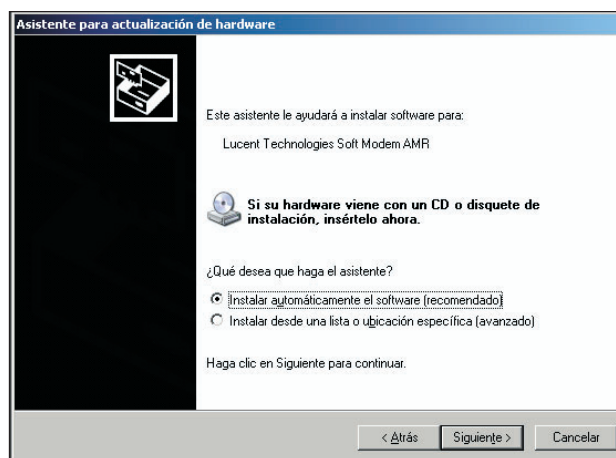 Asistente para actualización de hardware
Este asistente le ayudará a instalar software para:
Lucent Technologies Soft Modem AMR
Si su hardware viene con un CD o disquete de
instalación, insértelo ahora.
¿Qué desea que haga el asistente?
Instalar automáticamente el software (recomendado)
Instalar desde una lista o ubicación específica (avanzado)
Haga clic en Siguiente para continuar.
< Atrás Siguiente > Cancelar